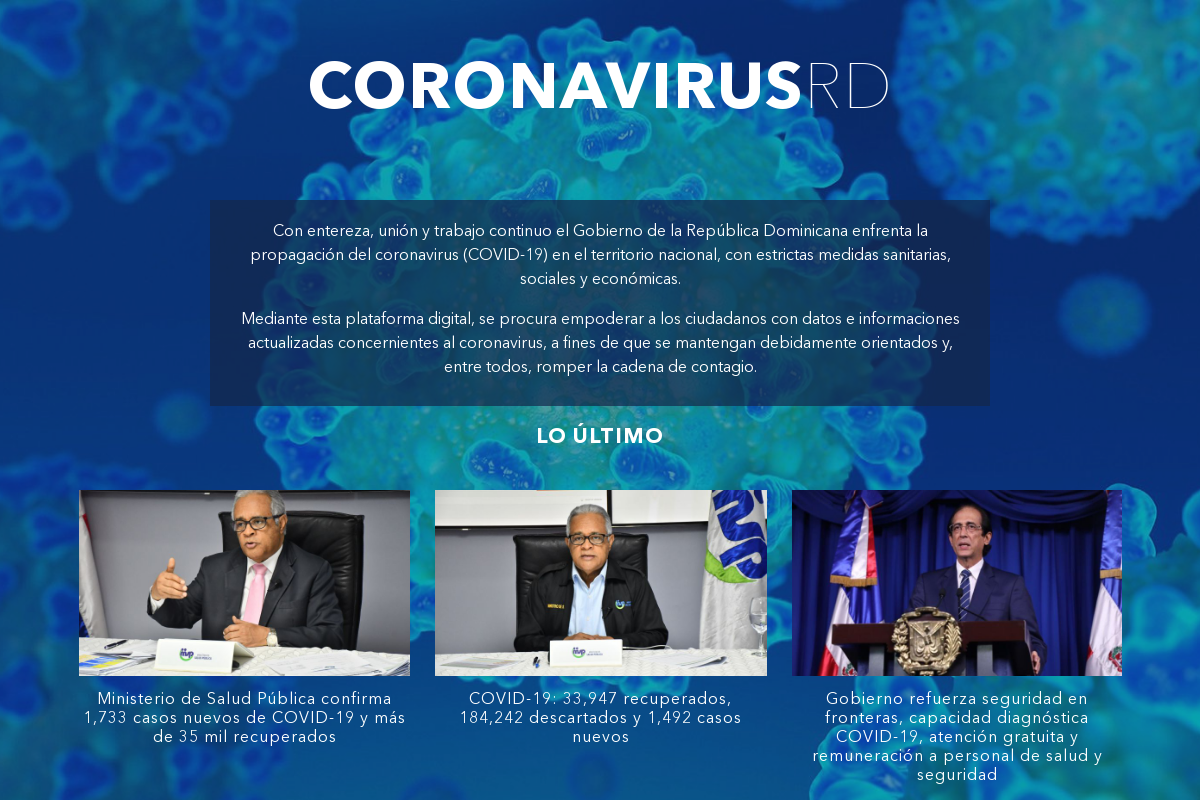 CORONAVIRUSRD
Con entereza, unión y trabajo continuo el Gobierno de la República Dominicana enfrenta la
propagación del coronavirus (COVID-19) en el territorio nacional, con estrictas medidas sanitarias,
sociales y económicas.
Mediante esta plataforma digital, se procura empoderar a los ciudadanos con datos e informaciones
actualizadas concernientes al coronavirus, a fines de que se mantengan debidamente orientados y,
entre todos, romper la cadena de contagio.
LO ÚLTIMO
Ministerio de Salud Pública confirma
1,733 casos nuevos de COVID-19 y más
de 35 mil recuperados
COVID-19: 33,947 recuperados,
184,242 descartados y 1,492 casos
nuevos
Gobierno refuerza seguridad en
fronteras, capacidad diagnóstica
COVID-19, atención gratuita y
remuneración a personal de salud y
seguridad